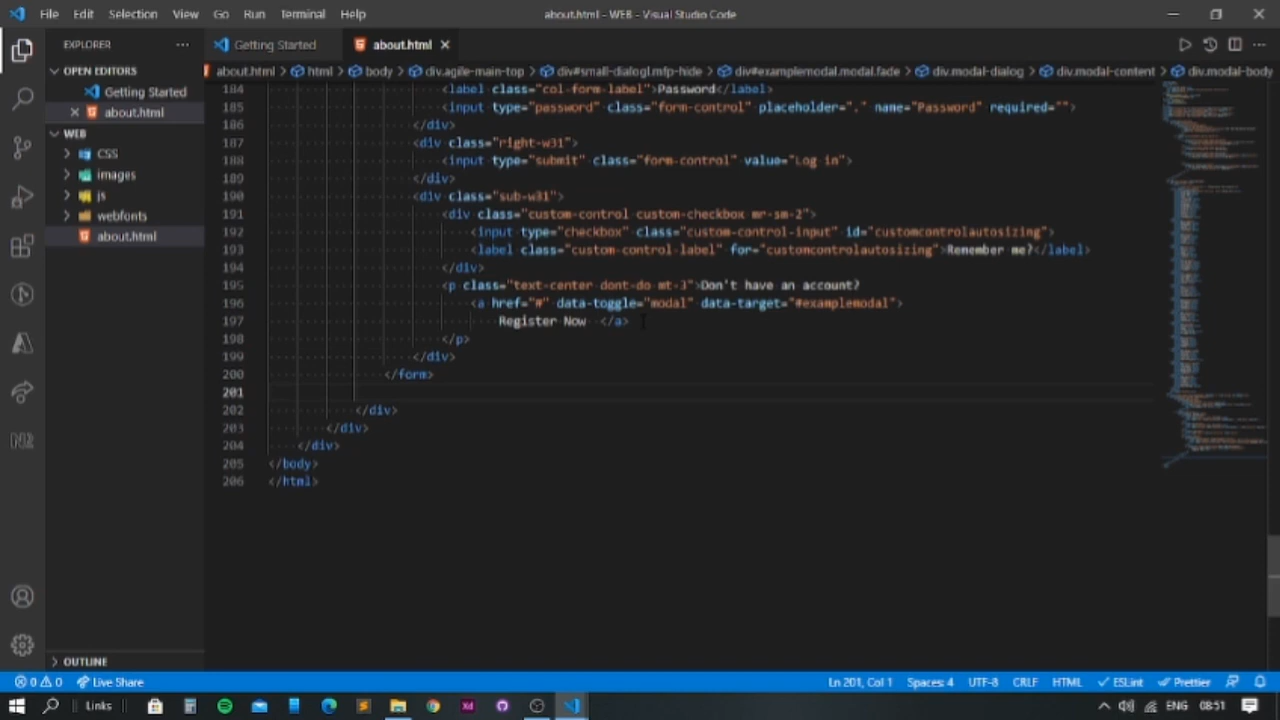 File Edit Selection View Go Run Terminal Help about.html - WEB - Visual Studio Code
EXPLORER
Getting Started
about.html
OPEN EDITORS
Getting Started
about.html
WEB
CSS
images
js
webfonts
about.html
OUTLINE
about.html > html > body > div.agile-main-top > div#small-dialog1.mfp-hide > div#examplemodal.modal.fade > div.modal-dialog > div.modal-content > div.modal-body
184 <label class="col-form-label">Password</label>
185 <input type="password" class="form-control" placeholder="." name="Password" required="">
186 </div>
187 <div class="right-w3l">
188 <input type="submit" class="form-control" value="Log in">
189 </div>
190 <div class="sub-w3l">
191 <div class="custom-control custom-checkbox mr-sm-2">
192 <input type="checkbox" class="custom-control-input" id="customcontrolautosizing">
193 <label class="custom-control-label" for="customcontrolautosizing">Remember me?</label>
194 </div>
195 <p class="text-center dont-do mt-3">Don't have an account?
196 <a href="#" data-toggle="modal" data-target="#examplemodal">
197 Register Now </a>
198 </p>
199 </div>
200 </form>
201
202 </div>
203 </div>
204 </div>
205 </body>
206 </html>
0 0 Live Share Ln 201, Col 1 Spaces: 4 UTF-8 CRLF HTML ESLint Prettier
Links ENG 08:51